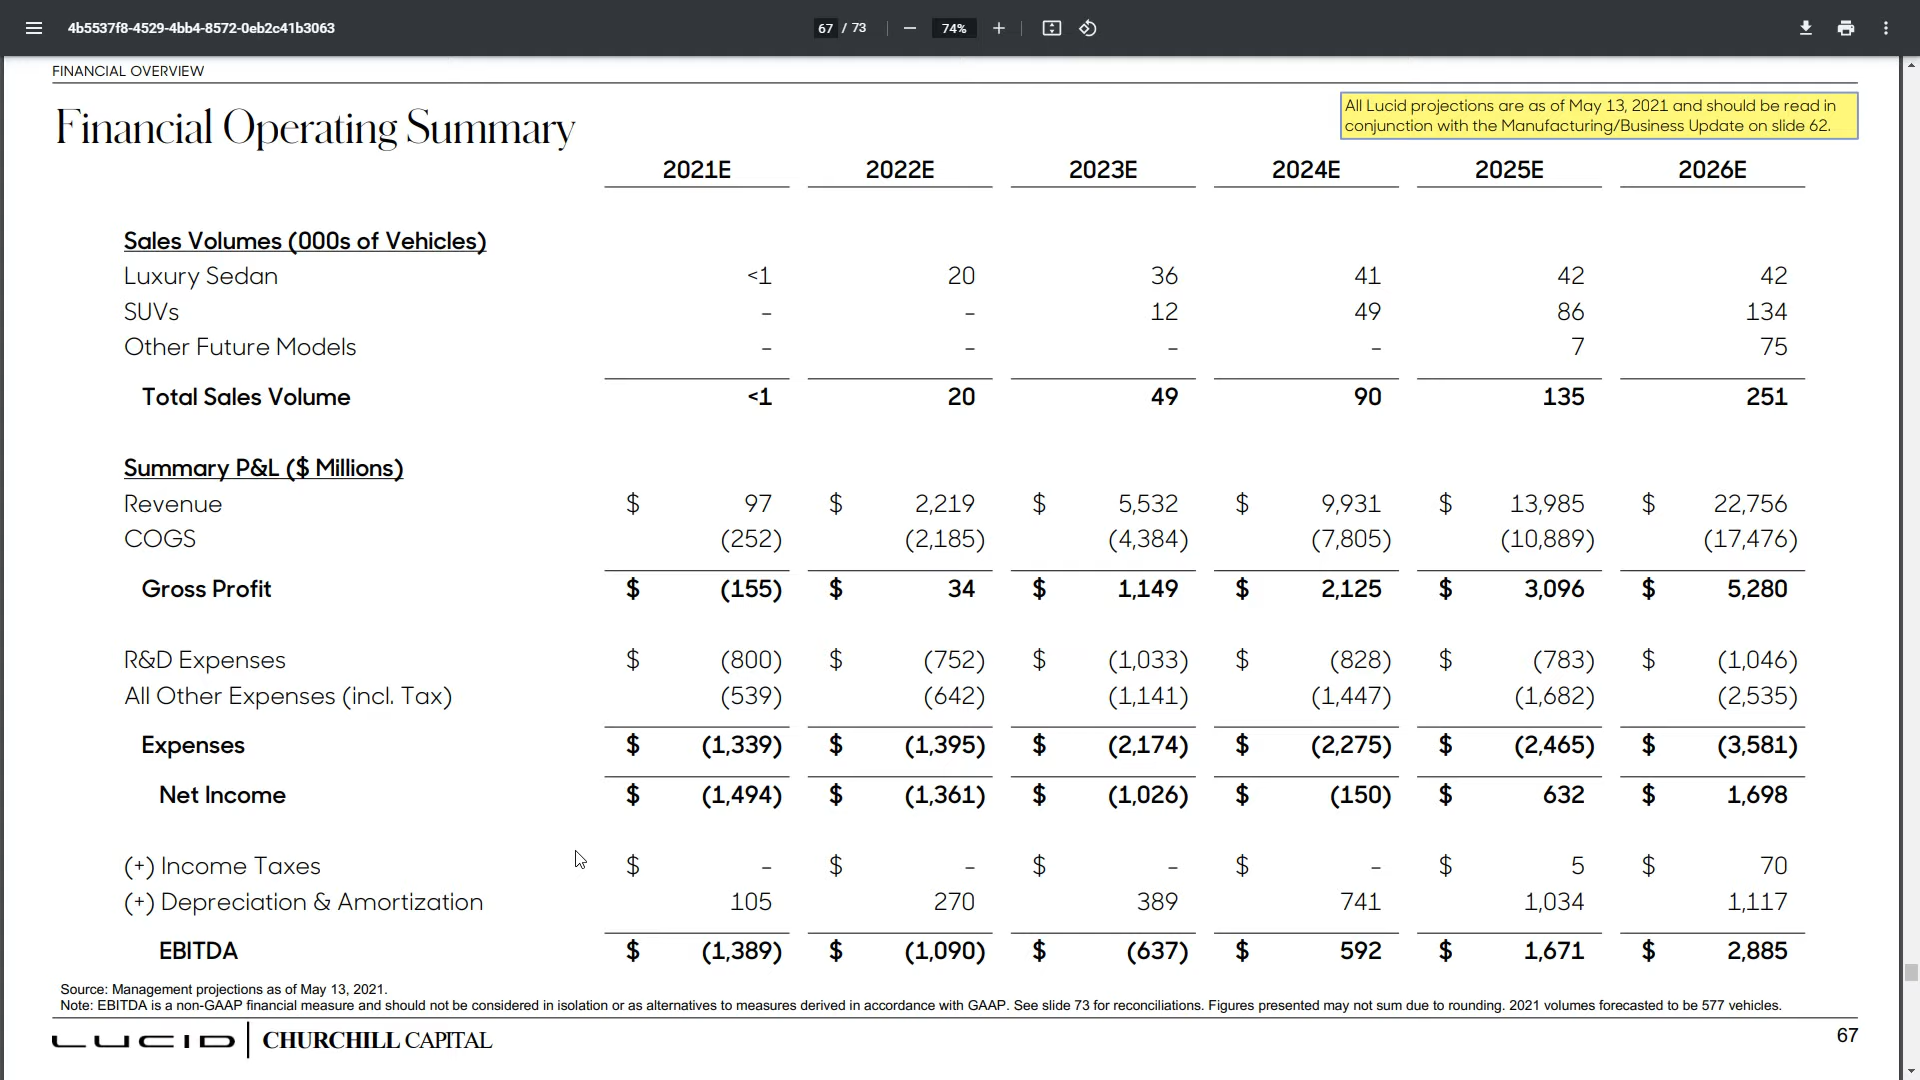 4b5537f8-4529-4bb4-8572-0eb2c41b3063 67 / 73 74%
FINANCIAL OVERVIEW
Financial Operating Summary
All Lucid projections are as of May 13, 2021 and should be read in
conjunction with the Manufacturing/Business Update on slide 62.
2021E 2022E 2023E 2024E 2025E 2026E
Sales Volumes (000s of Vehicles)
Luxury Sedan <1 20 36 41 42 42
SUVs - - 12 49 86 134
Other Future Models - - - - 7 75
Total Sales Volume <1 20 49 90 135 251
Summary P&L ($ Millions)
Revenue $ 97 $ 2,219 $ 5,532 $ 9,931 $ 13,985 $ 22,756
COGS (252) (2,185) (4,384) (7,805) (10,889) (17,476)
Gross Profit $ (155) $ 34 $ 1,149 $ 2,125 $ 3,096 $ 5,280
R&D Expenses $ (800) $ (752) $ (1,033) $ (828) $ (783) $ (1,046)
All Other Expenses (incl. Tax) (539) (642) (1,141) (1,447) (1,682) (2,535)
Expenses $ (1,339) $ (1,395) $ (2,174) $ (2,275) $ (2,465) $ (3,581)
Net Income $ (1,494) $ (1,361) $ (1,026) $ (150) $ 632 $ 1,698
(+) Income Taxes $ - $ - $ - $ - $ 5 $ 70
(+) Depreciation & Amortization 105 270 389 741 1,034 1,117
EBITDA $ (1,389) $ (1,090) $ (637) $ 592 $ 1,671 $ 2,885
Source: Management projections as of May 13, 2021.
Note: EBITDA is a non-GAAP financial measure and should not be considered in isolation or as alternatives to measures derived in accordance with GAAP. See slide 73 for reconciliations. Figures presented may not sum due to rounding. 2021 volumes forecasted to be 577 vehicles.
LUCID CHURCHILL CAPITAL 67